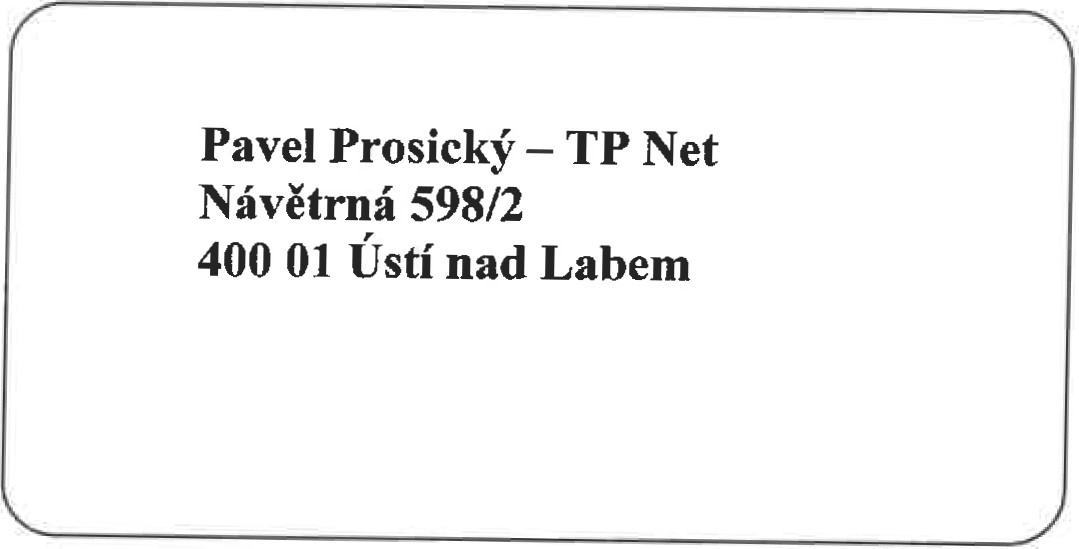 Pavel Prosický – TP Net
Návětrná 598/2
400 01 Ústí nad Labem